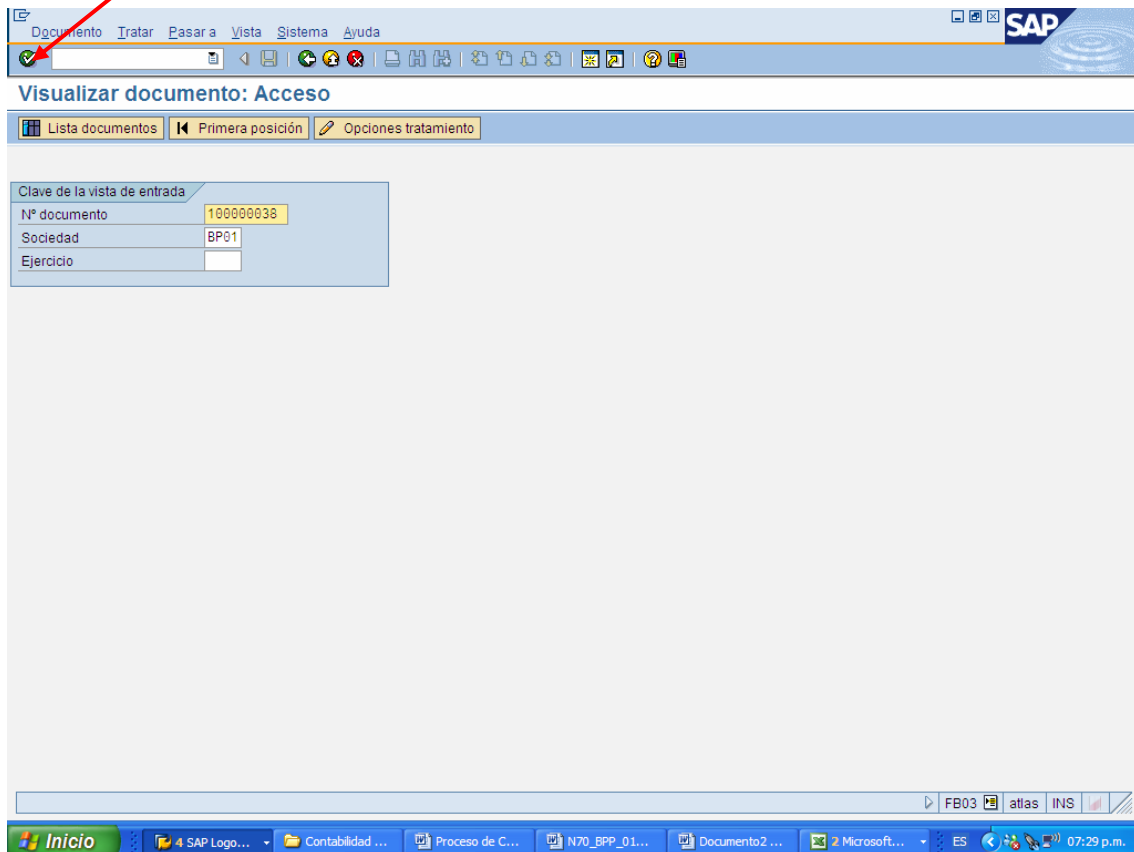 Documento Tratar Pasar a Vista Sistema Ayuda
SAP
Visualizar documento: Acceso
Lista documentos Primera posición Opciones tratamiento
Clave de la vista de entrada
Nº documento 100000038
Sociedad BP01
Ejercicio
FB03 atlas INS
Inicio 4 SAP Logo... Contabilidad ... Proceso de C... N70_BPP_01... Documento2 ... 2 Microsoft... ES 07:29 p.m.